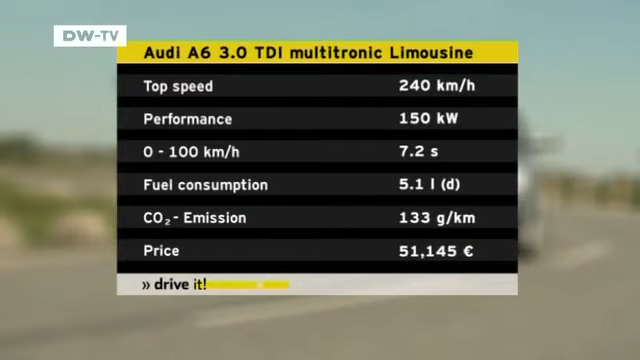 DW-TV
Audi A6 3.0 TDI multitronic Limousine
Top speed 240 km/h
Performance 150 kW
0 - 100 km/h 7.2 s
Fuel consumption 5.1 l (d)
CO₂ - Emission 133 g/km
Price 51,145 €
» drive it!